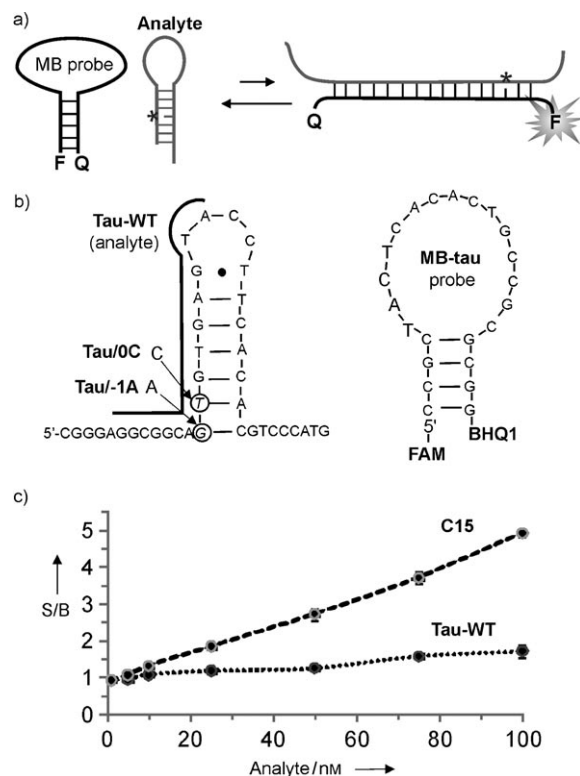 a)
Analyte
MB probe
*
*
F Q
Q
F
b)
Tau-WT
(analyte)
T A C C
G T
A T
G C
T A
G C
T A
G
Tau/0C C
Tau/-1A A
5'-CGGGAGGCGGCA
CGTCCCATG
T A C T C A C A C T G C C G C
MB-tau
probe
C G
G C
C G
C G
5'
FAM
BHQ1
c)
C15
Tau-WT
S/B
5
4
3
2
1
0
0 20 40 60 80 100
Analyte/nM